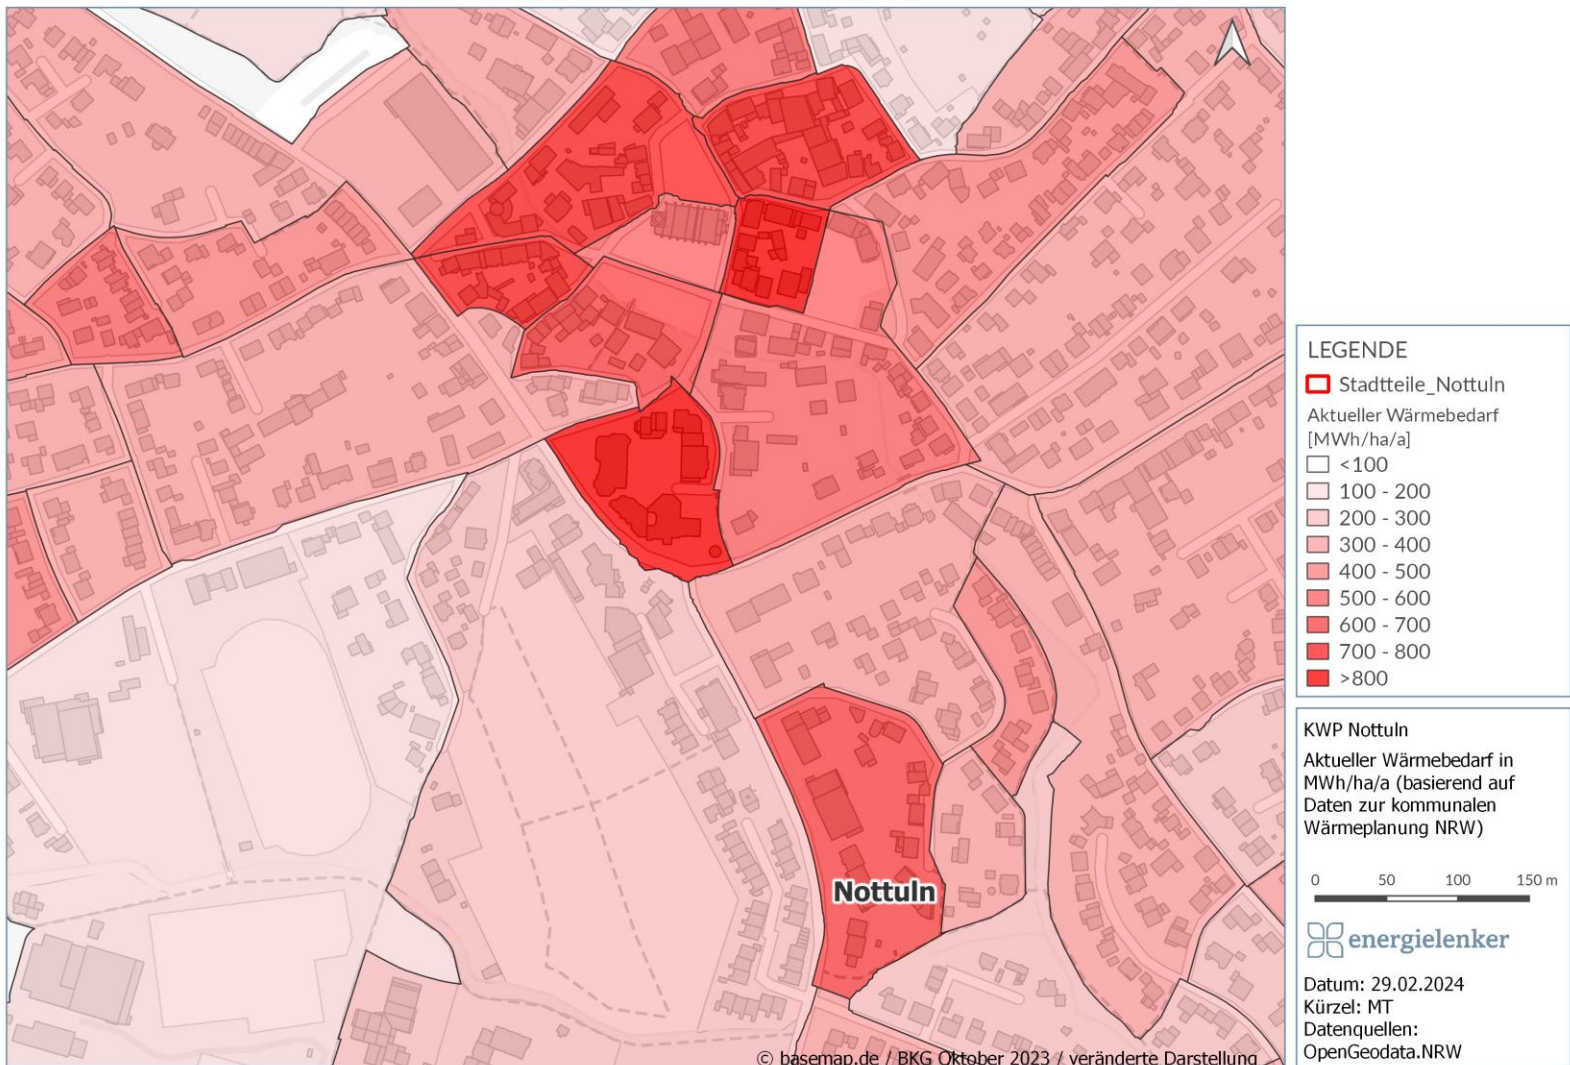 Nottuln
© basemap.de / BKG Oktober 2023 / veränderte Darstellung
LEGENDE
Stadtteile_Nottuln
Aktueller Wärmebedarf
[MWh/ha/a]
<100
100 - 200
200 - 300
300 - 400
400 - 500
500 - 600
600 - 700
700 - 800
>800
KWP Nottuln
Aktueller Wärmebedarf in
MWh/ha/a (basierend auf
Daten zur kommunalen
Wärmeplanung NRW)
0 50 100 150 m
energielenker
Datum: 29.02.2024
Kürzel: MT
Datenquellen:
OpenGeodata.NRW